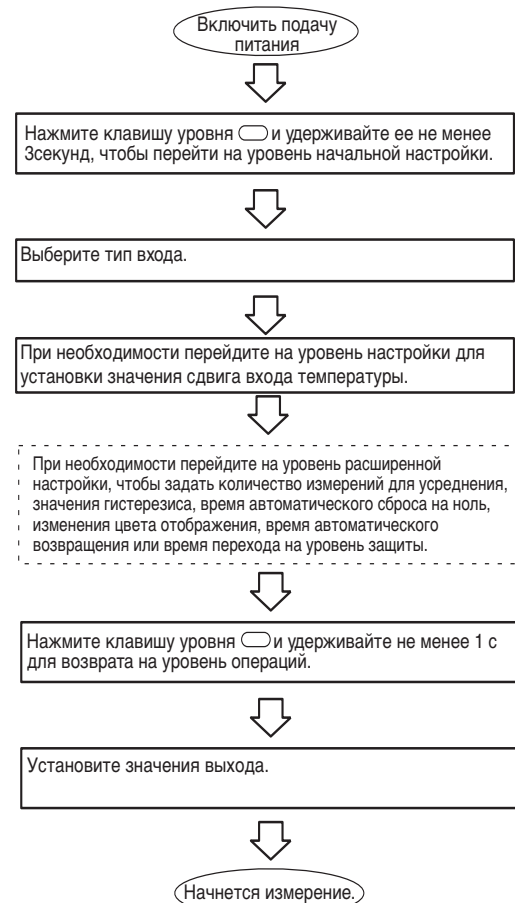 Включить подачу
питания
Нажмите клавишу уровня и удерживайте ее не менее
3секунд, чтобы перейти на уровень начальной настройки.
Выберите тип входа.
При необходимости перейдите на уровень настройки для
установки значения сдвига входа температуры.
При необходимости перейдите на уровень расширенной
настройки, чтобы задать количество измерений для усреднения,
значения гистерезиса, время автоматического сброса на ноль,
изменения цвета отображения, время автоматического
возвращения или время перехода на уровень защиты.
Нажмите клавишу уровня и удерживайте не менее 1 с
для возврата на уровень операций.
Установите значения выхода.
Начнется измерение.